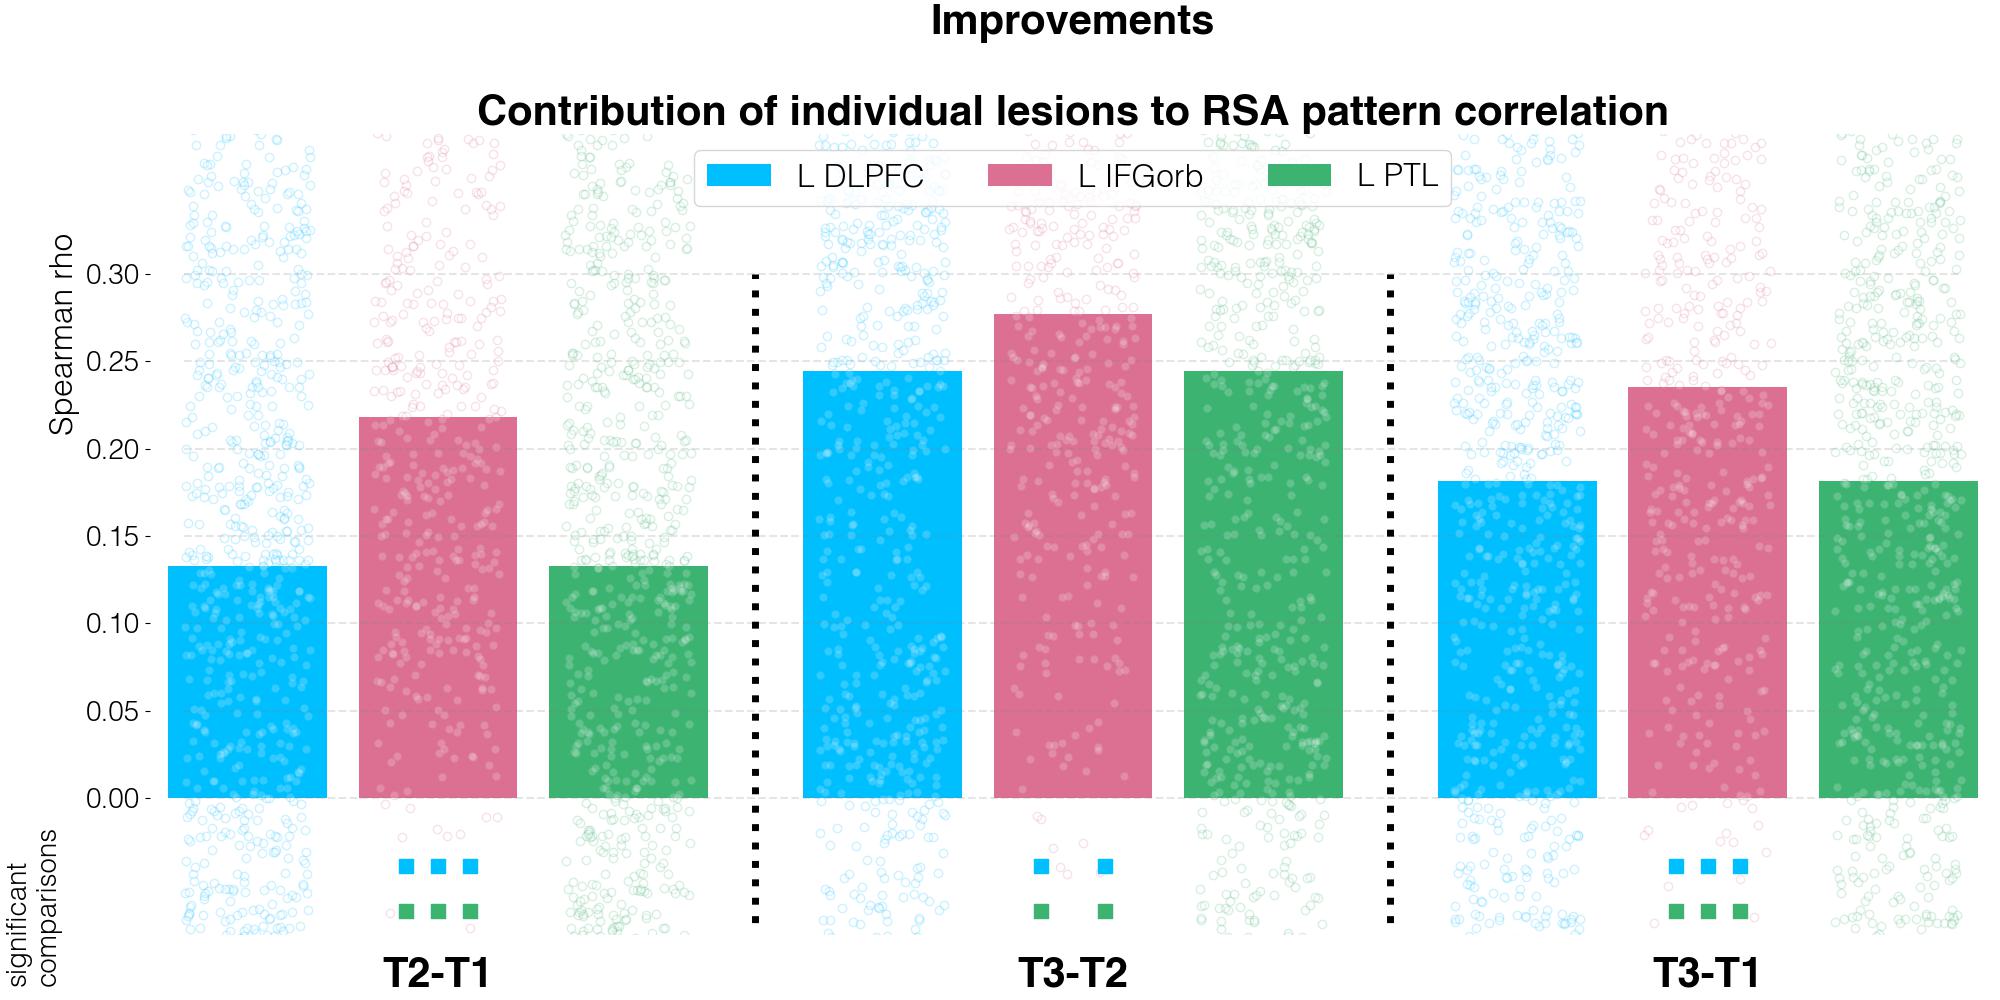 Improvements
Contribution of individual lesions to RSA pattern correlation
L DLPFC L IFGorb L PTL
Spearman rho
0.30
0.25
0.20
0.15
0.10
0.05
0.00
significant
comparisons
T2-T1 T3-T2 T3-T1